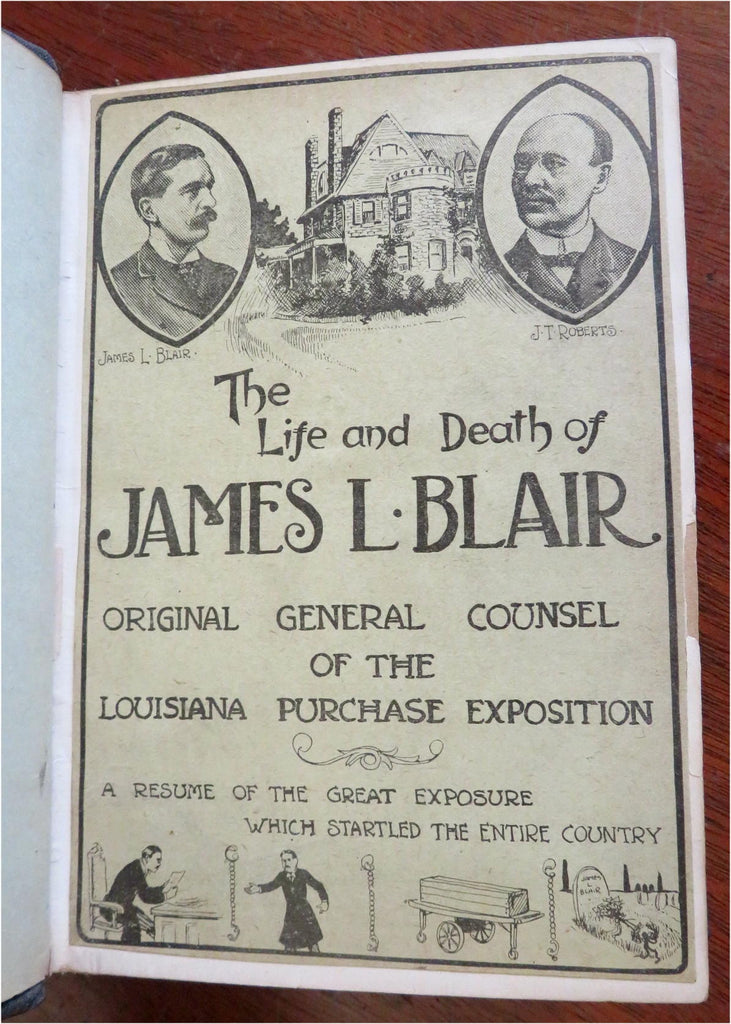 JAMES L. BLAIR.
J.T. ROBERTS.
The
Life and Death of
JAMES L. BLAIR
ORIGINAL GENERAL COUNSEL
OF THE
LOUISIANA PURCHASE EXPOSITION
A RESUME OF THE GREAT EXPOSURE
WHICH STARTLED THE ENTIRE COUNTRY
JAMES
L
BLAIR